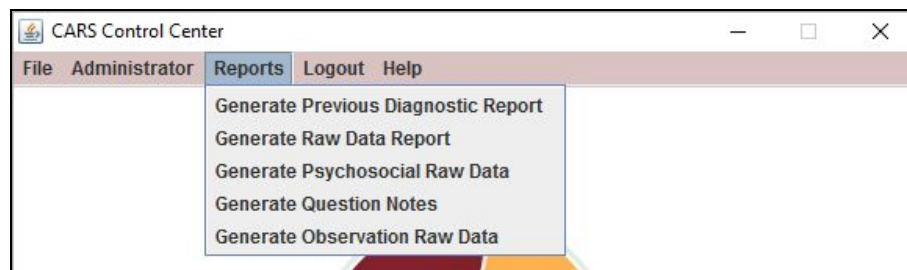 CARS Control Center
File Administrator Reports Logout Help
Generate Previous Diagnostic Report
Generate Raw Data Report
Generate Psychosocial Raw Data
Generate Question Notes
Generate Observation Raw Data